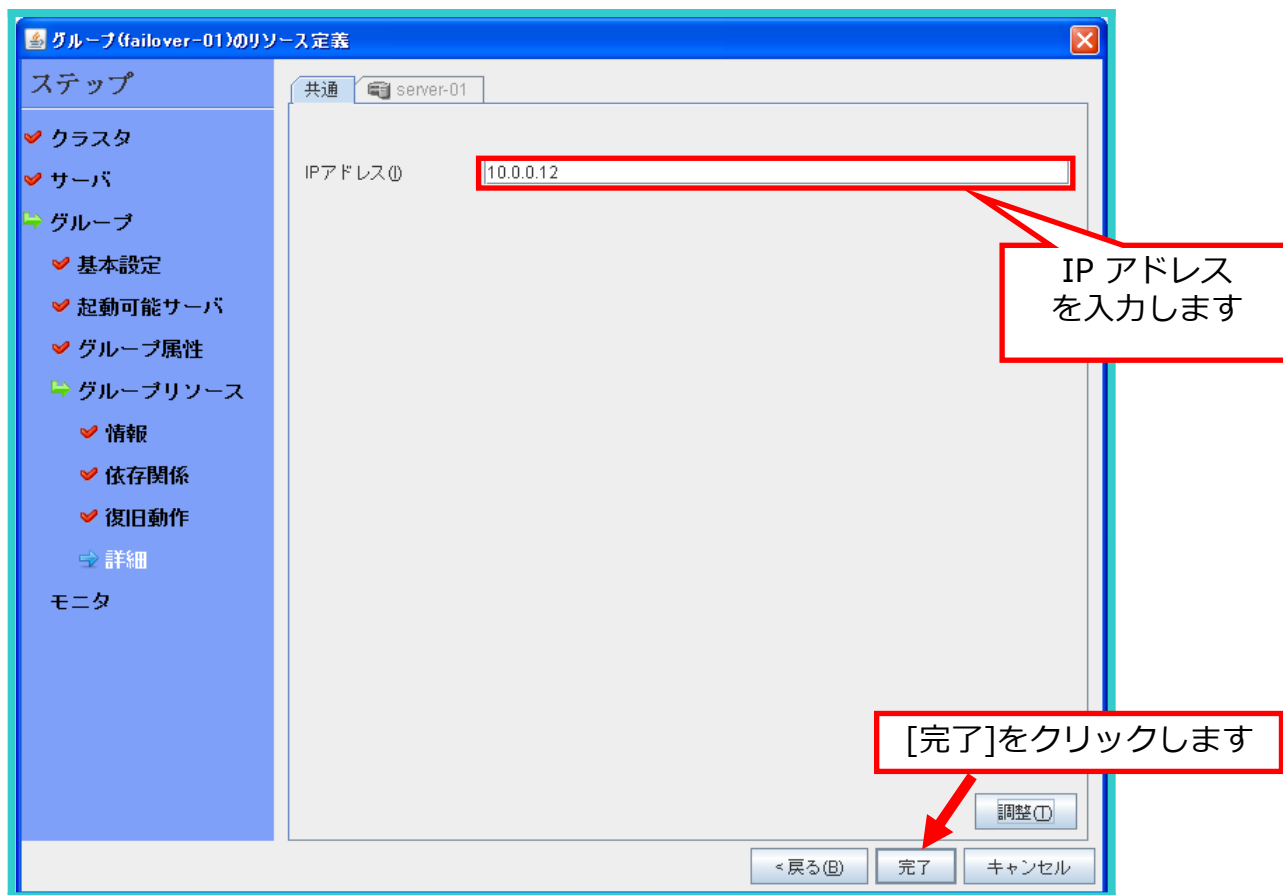 グループ(failover-01)のリソース定義
ステップ
クラスタ
サーバ
グループ
基本設定
起動可能サーバ
グループ属性
グループリソース
情報
依存関係
復旧動作
詳細
モニタ
共通
server-01
IPアドレス(I)
10.0.0.12
IP アドレス
を入力します
[完了]をクリックします
調整(T)
<戻る(B)
完了
キャンセル